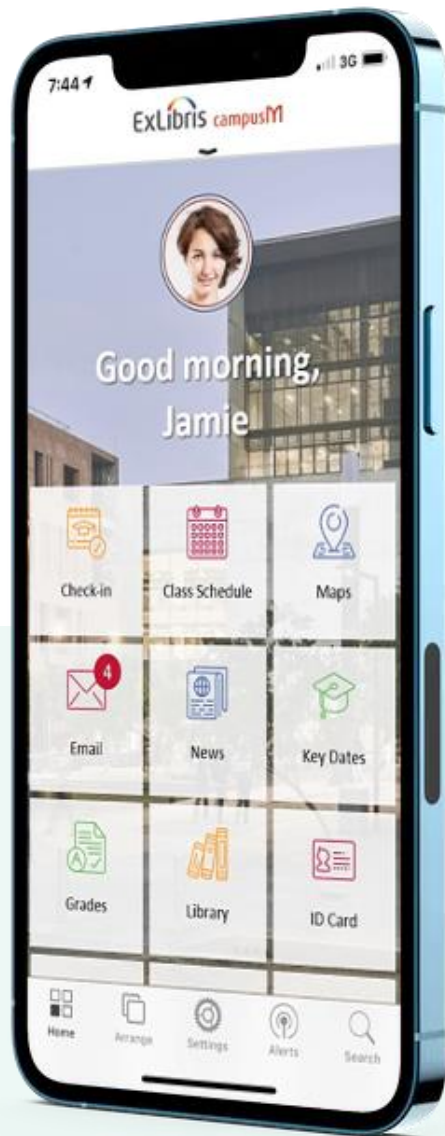 7:44
3G
ExLibris campusM
Good morning,
Jamie
Check-in
Class Schedule
Maps
4
Email
News
Key Dates
Grades
Library
ID Card
Home
Arrange
Settings
Alerts
Search